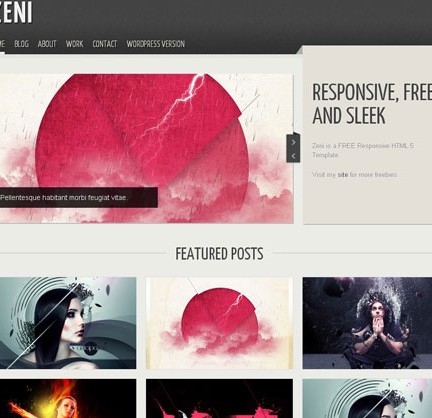 ZENI
ME BLOG ABOUT WORK CONTACT WORDPRESS VERSION
RESPONSIVE, FREE
AND SLEEK
Zeni is a FREE Responsive HTML 5
Template.
Visit my site for more freebies
Pellentesque habitant morbi feugiat vitae.
FEATURED POSTS